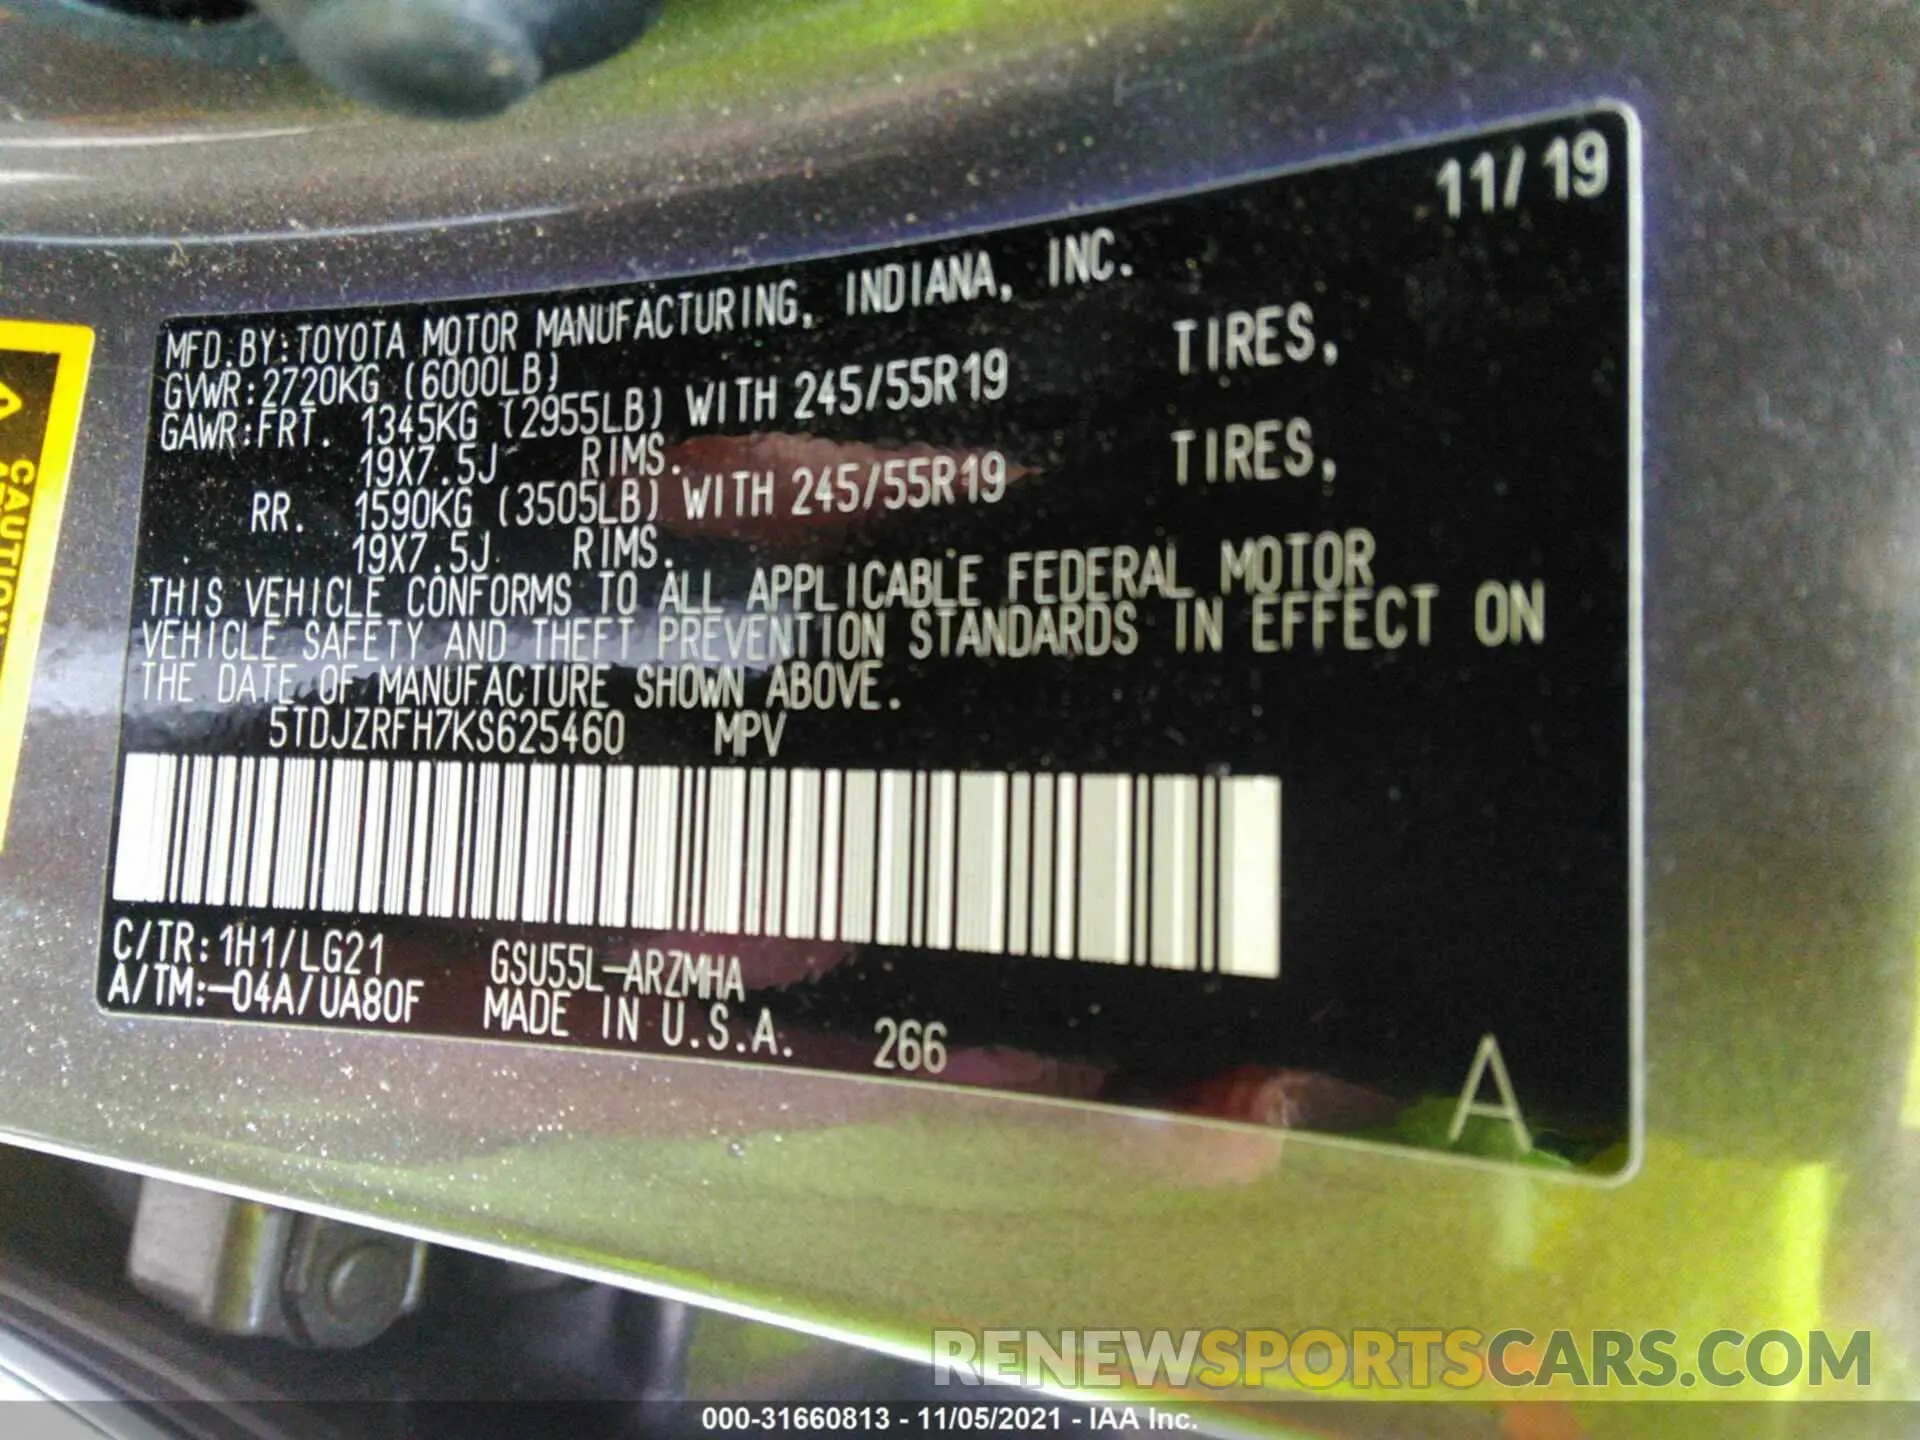 11/19
MFD.BY:TOYOTA MOTOR MANUFACTURING, INDIANA, INC.
GVWR:2720KG (6000LB)
GAWR:FRT. 1345KG (2955LB) WITH 245/55R19 TIRES,
19X7.5J RIMS.
RR. 1590KG (3505LB) WITH 245/55R19 TIRES,
19X7.5J RIMS.
THIS VEHICLE CONFORMS TO ALL APPLICABLE FEDERAL MOTOR
VEHICLE SAFETY AND THEFT PREVENTION STANDARDS IN EFFECT ON
THE DATE OF MANUFACTURE SHOWN ABOVE.
5TDJZRFH7KS625460 MPV
C/TR:1H1/LG21 GSU55L-ARZMHA
A/TM:-04A/UA80F MADE IN U.S.A. 266
A
CAUTION
RENEWSPORTSCARS.COM
000-31660813 - 11/05/2021 - IAA Inc.